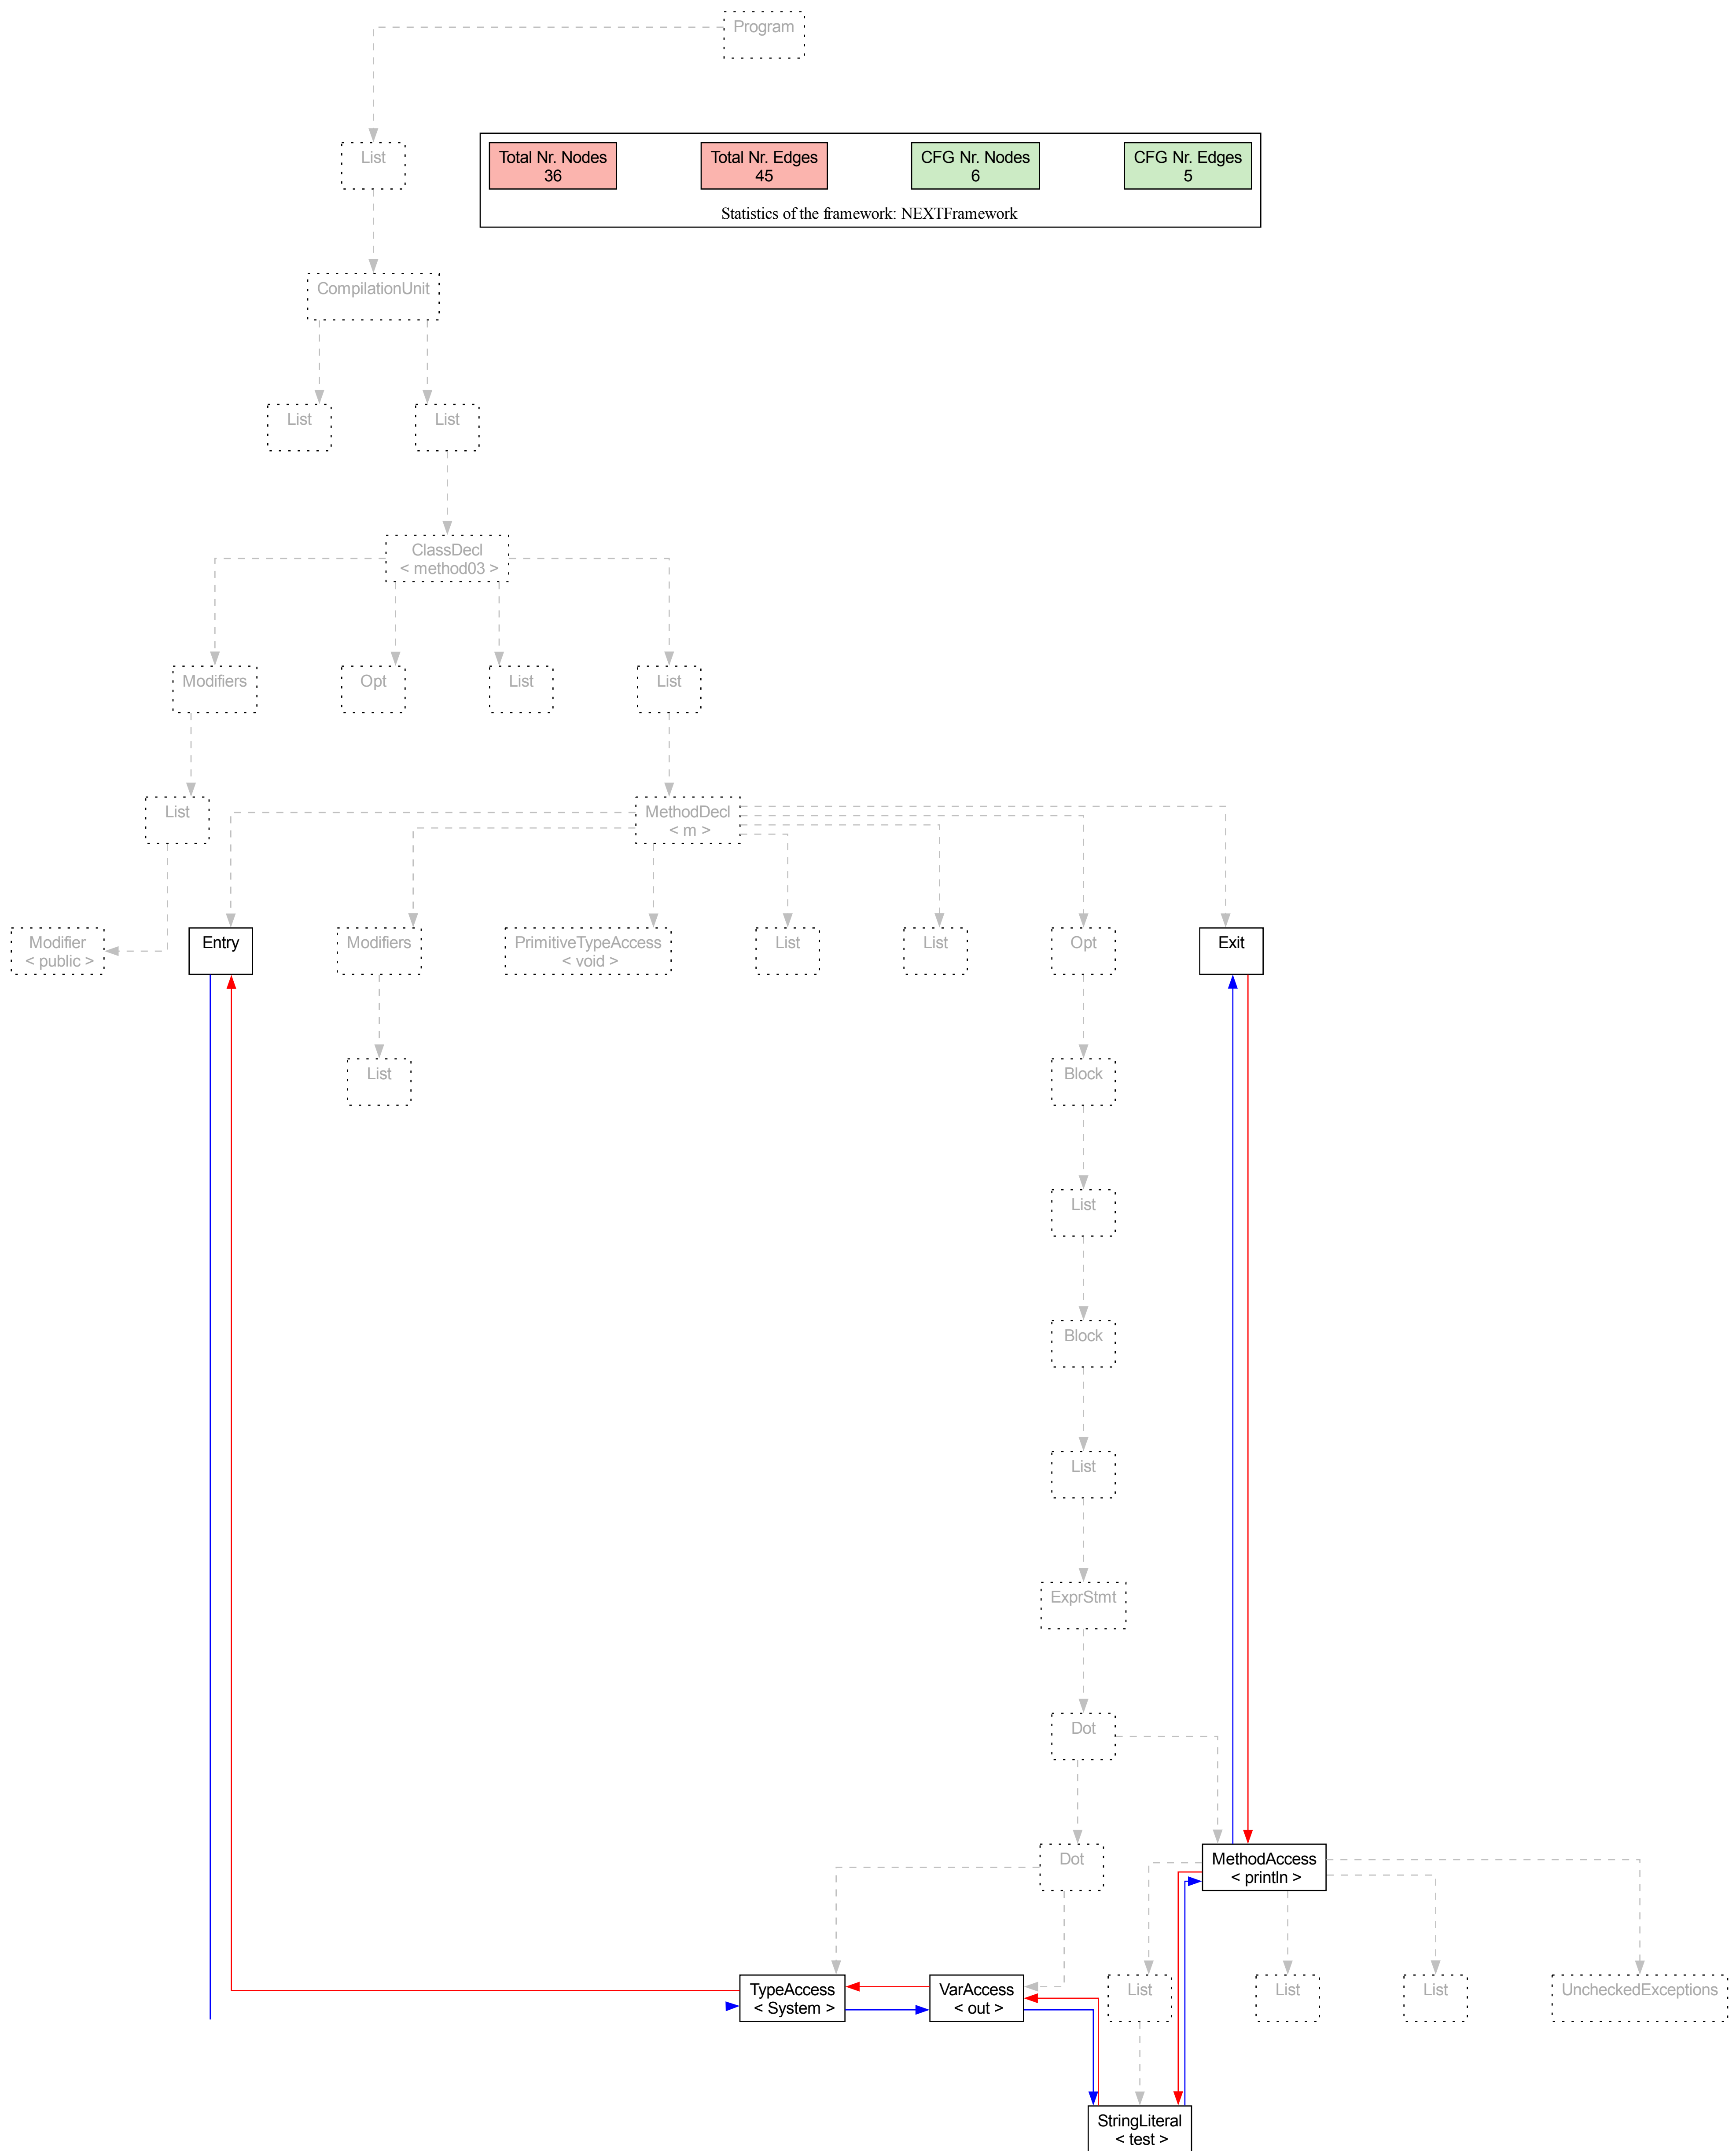 Program
List
Total Nr. Nodes
36
Total Nr. Edges
45
CFG Nr. Nodes
6
CFG Nr. Edges
5
Statistics of the framework: NEXTFramework
CompilationUnit
List
List
ClassDecl
< method03 >
Modifiers
Opt
List
List
List
MethodDecl
< m >
Modifier
< public >
Entry
Modifiers
PrimitiveTypeAccess
< void >
List
List
Opt
Exit
List
Block
List
Block
List
ExprStmt
Dot
Dot
MethodAccess
< println >
TypeAccess
< System >
VarAccess
< out >
List
List
List
UncheckedExceptions
StringLiteral
< test >